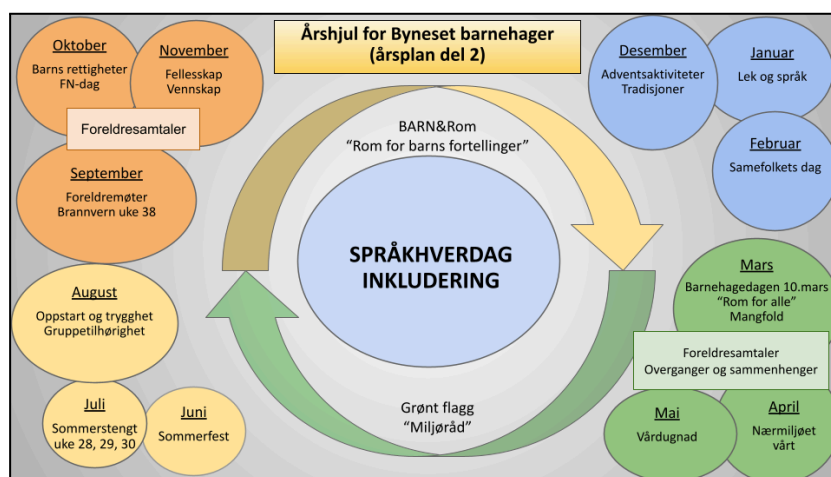 Årshjul for Byneset barnehager
(årsplan del 2)
Oktober
Barns rettigheter
FN-dag
November
Fellesskap
Vennskap
Foreldresamtaler
September
Foreldremøter
Brannvern uke 38
August
Oppstart og trygghet
Gruppetilhørighet
Juli
Sommerstengt
uke 28, 29, 30
Juni
Sommerfest
BARN&Rom
“Rom for barns fortellinger”
SPRÅKHVERDAG
INKLUDERING
Grønt flagg
“Miljøråd”
Desember
Adventsaktiviteter
Tradisjoner
Januar
Lek og språk
Februar
Samefolkets dag
Mars
Barnehagedagen 10.mars
“Rom for alle”
Mangfold
Foreldresamtaler
Overganger og sammenhenger
Mai
Vårdugnad
April
Nærmiljøet
vårt